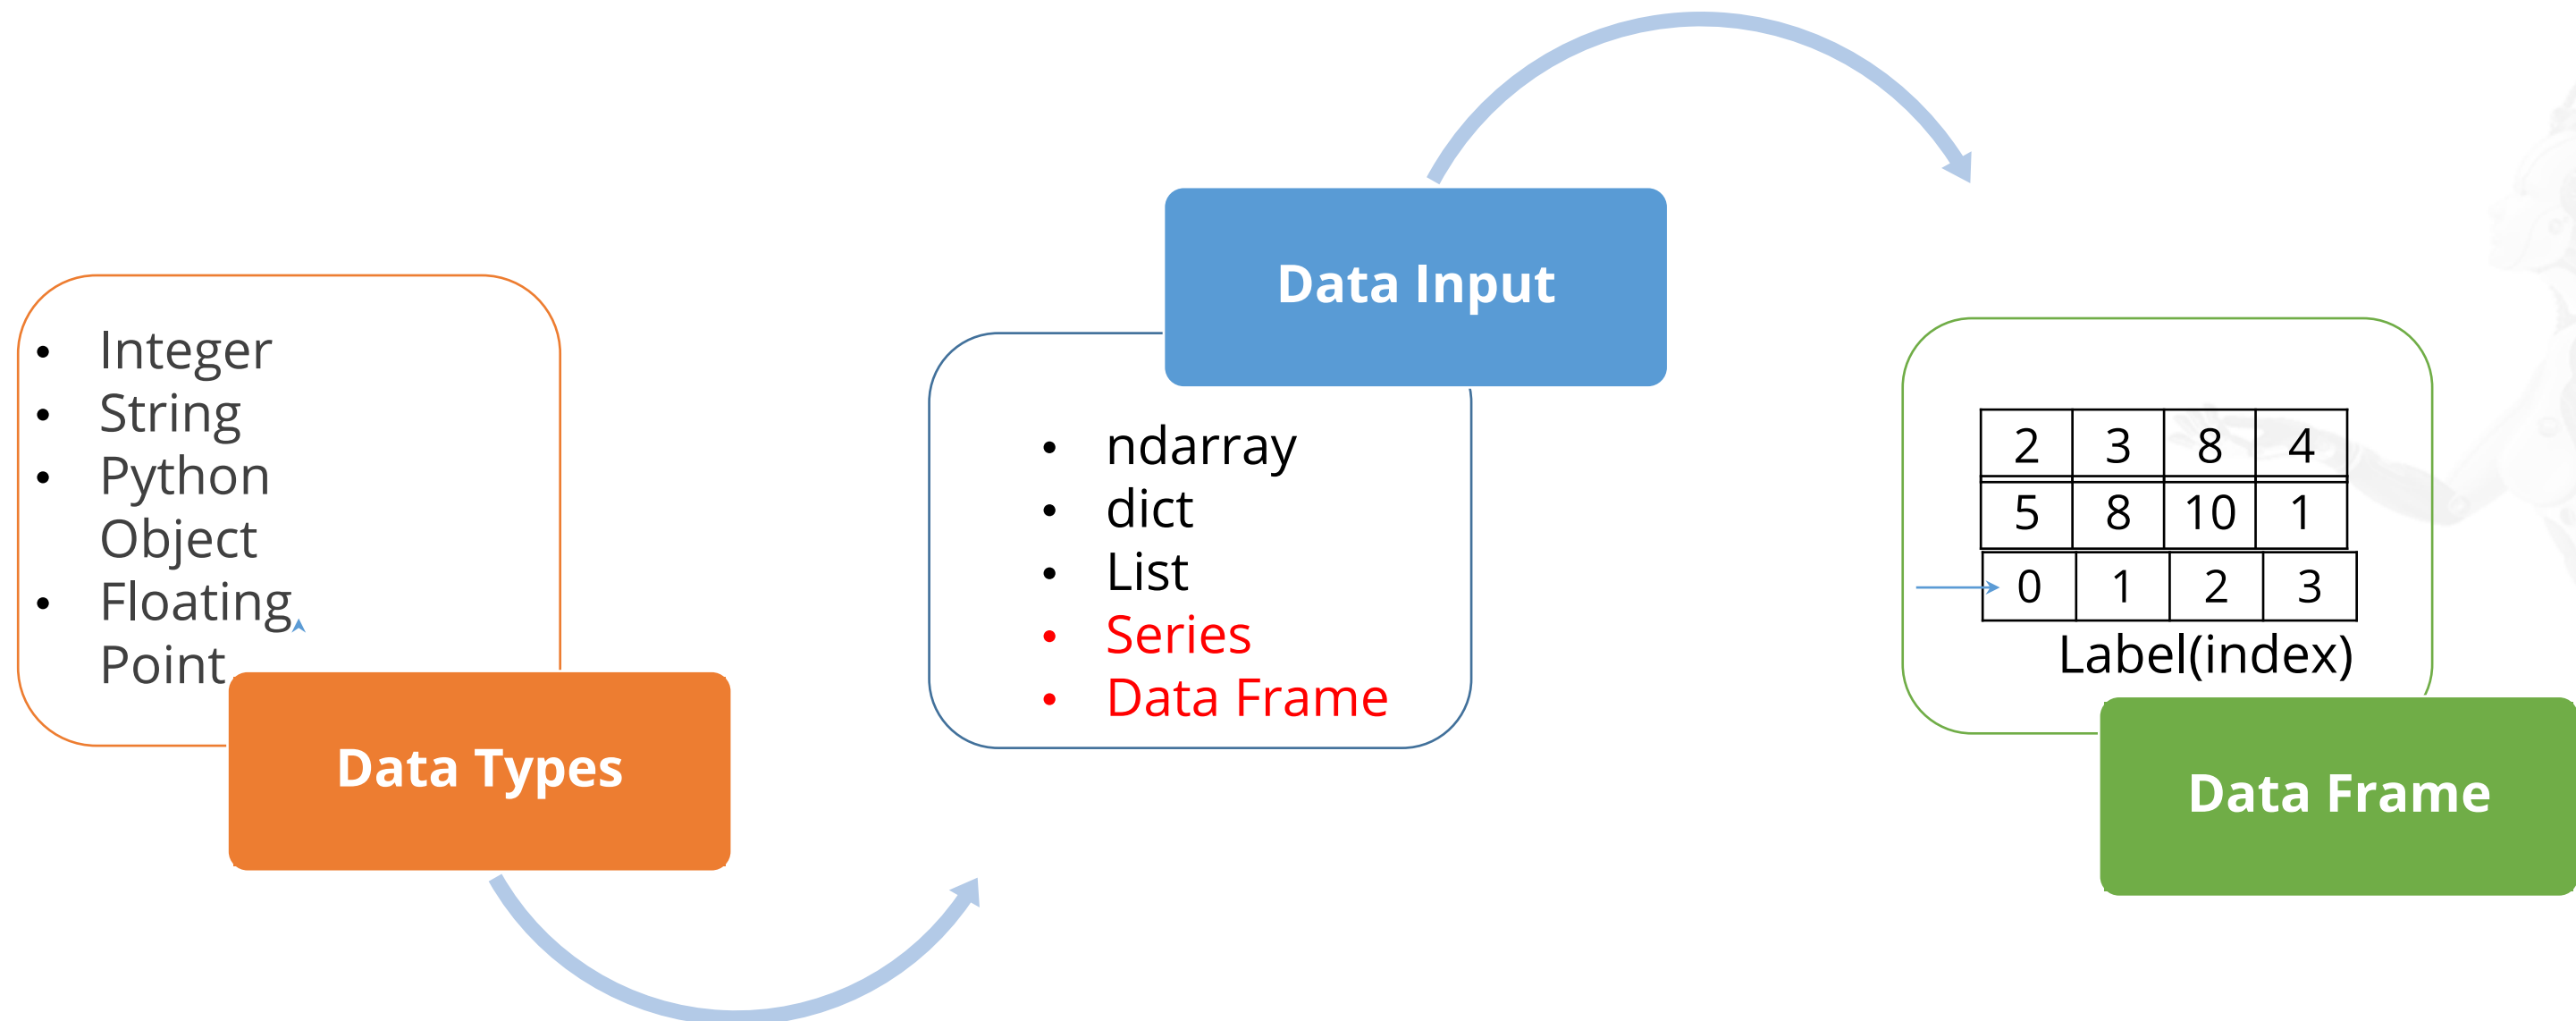 • Integer
• String
• Python
Object
• Floating
Point
Data Types
Data Input
• ndarray
• dict
• List
• Series
• Data Frame
2 3 8 4
5 8 10 1
0 1 2 3
Label(index)
Data Frame